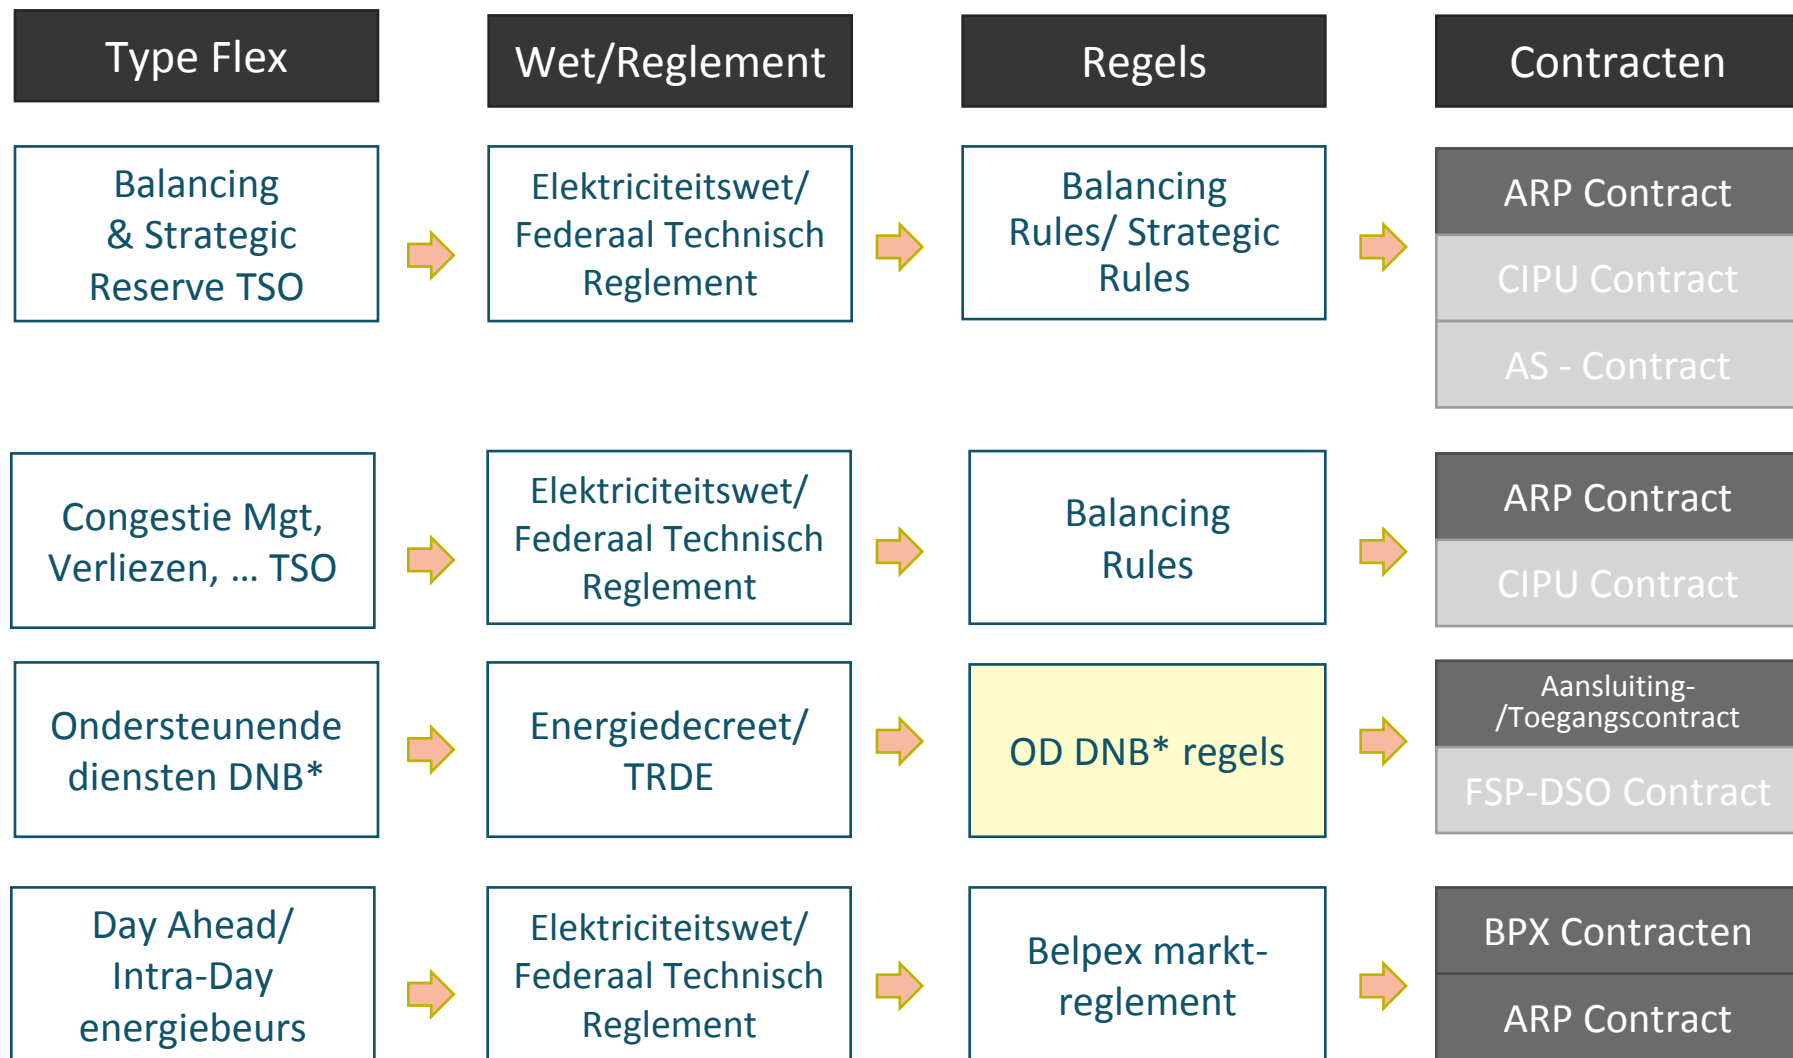 Type Flex
Wet/Reglement
Regels
Contracten
Balancing
& Strategic
Reserve TSO
Elektriciteitswet/
Federaal Technisch
Reglement
Balancing
Rules/ Strategic
Rules
ARP Contract
CIPU Contract
AS - Contract
Congestie Mgt,
Verliezen, ... TSO
Elektriciteitswet/
Federaal Technisch
Reglement
Balancing
Rules
ARP Contract
CIPU Contract
Ondersteunende
diensten DNB*
Energiedecreet/
TRDE
OD DNB* regels
Aansluiting-
/Toegangscontract
FSP-DSO Contract
Day Ahead/
Intra-Day
energiebeurs
Elektriciteitswet/
Federaal Technisch
Reglement
Belpex markt-
reglement
BPX Contracten
ARP Contract